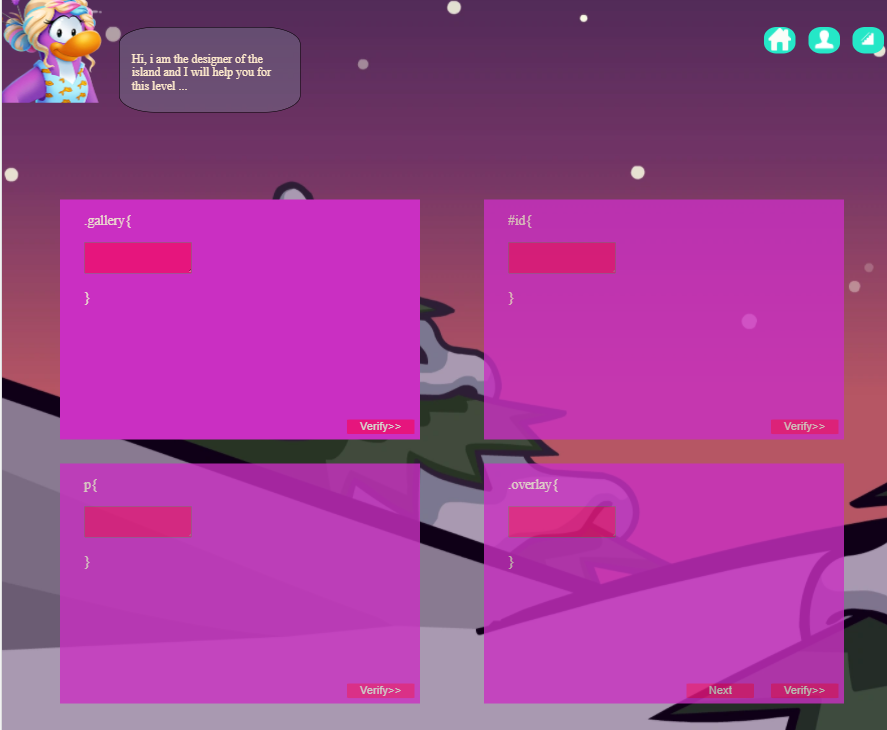 Hi, i am the designer of the
island and I will help you for
this level ...
.gallery{
}
Verify>>
#id{
}
Verify>>
p{
}
Verify>>
.overlay{
}
Next
Verify>>